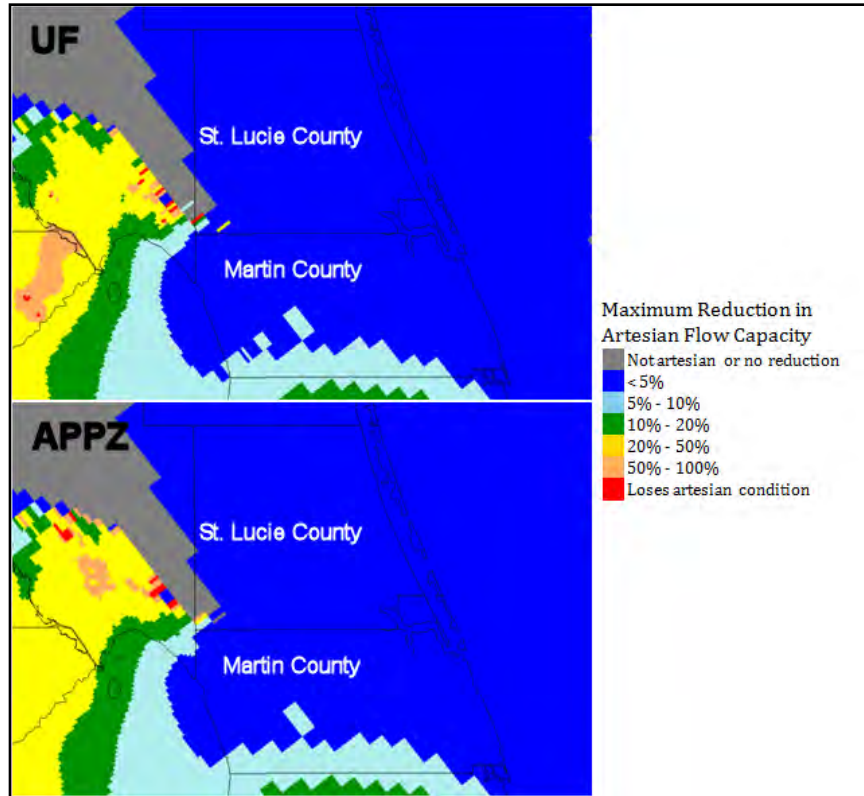 UF
St. Lucie County
Martin County
Maximum Reduction in
Artesian Flow Capacity
Not artesian or no reduction
< 5%
5% - 10%
10% - 20%
20% - 50%
50% - 100%
Loses artesian condition
APPZ
St. Lucie County
Martin County